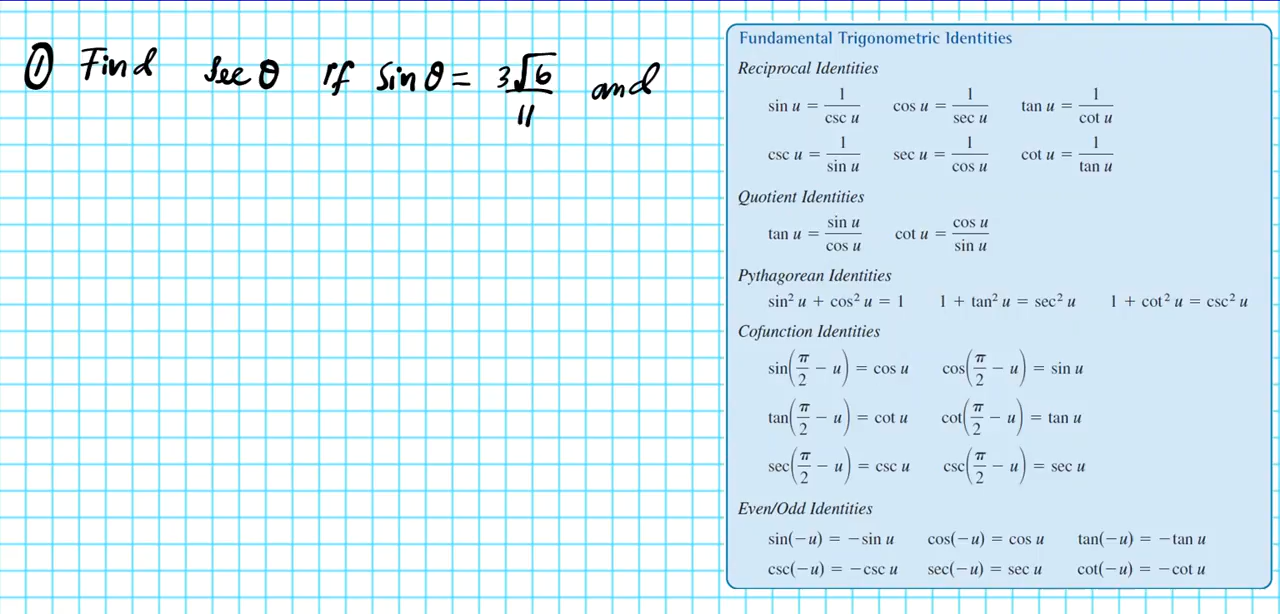 ① Find sec θ if sin θ = 3√6/11 and
Fundamental Trigonometric Identities
Reciprocal Identities
sin u = 1/csc u   cos u = 1/sec u   tan u = 1/cot u
csc u = 1/sin u   sec u = 1/cos u   cot u = 1/tan u
Quotient Identities
tan u = sin u/cos u   cot u = cos u/sin u
Pythagorean Identities
sin² u + cos² u = 1   1 + tan² u = sec² u   1 + cot² u = csc² u
Cofunction Identities
sin(π/2 − u) = cos u   cos(π/2 − u) = sin u
tan(π/2 − u) = cot u   cot(π/2 − u) = tan u
sec(π/2 − u) = csc u   csc(π/2 − u) = sec u
Even/Odd Identities
sin(−u) = −sin u   cos(−u) = cos u   tan(−u) = −tan u
csc(−u) = −csc u   sec(−u) = sec u   cot(−u) = −cot u